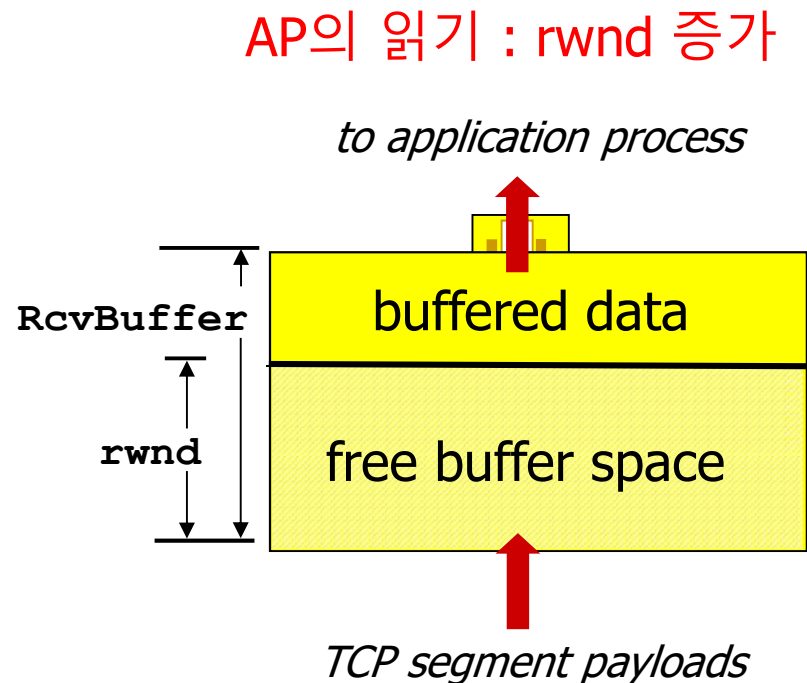 AP의 읽기 : rwnd 증가
to application process
RcvBuffer
buffered data
rwnd
free buffer space
TCP segment payloads